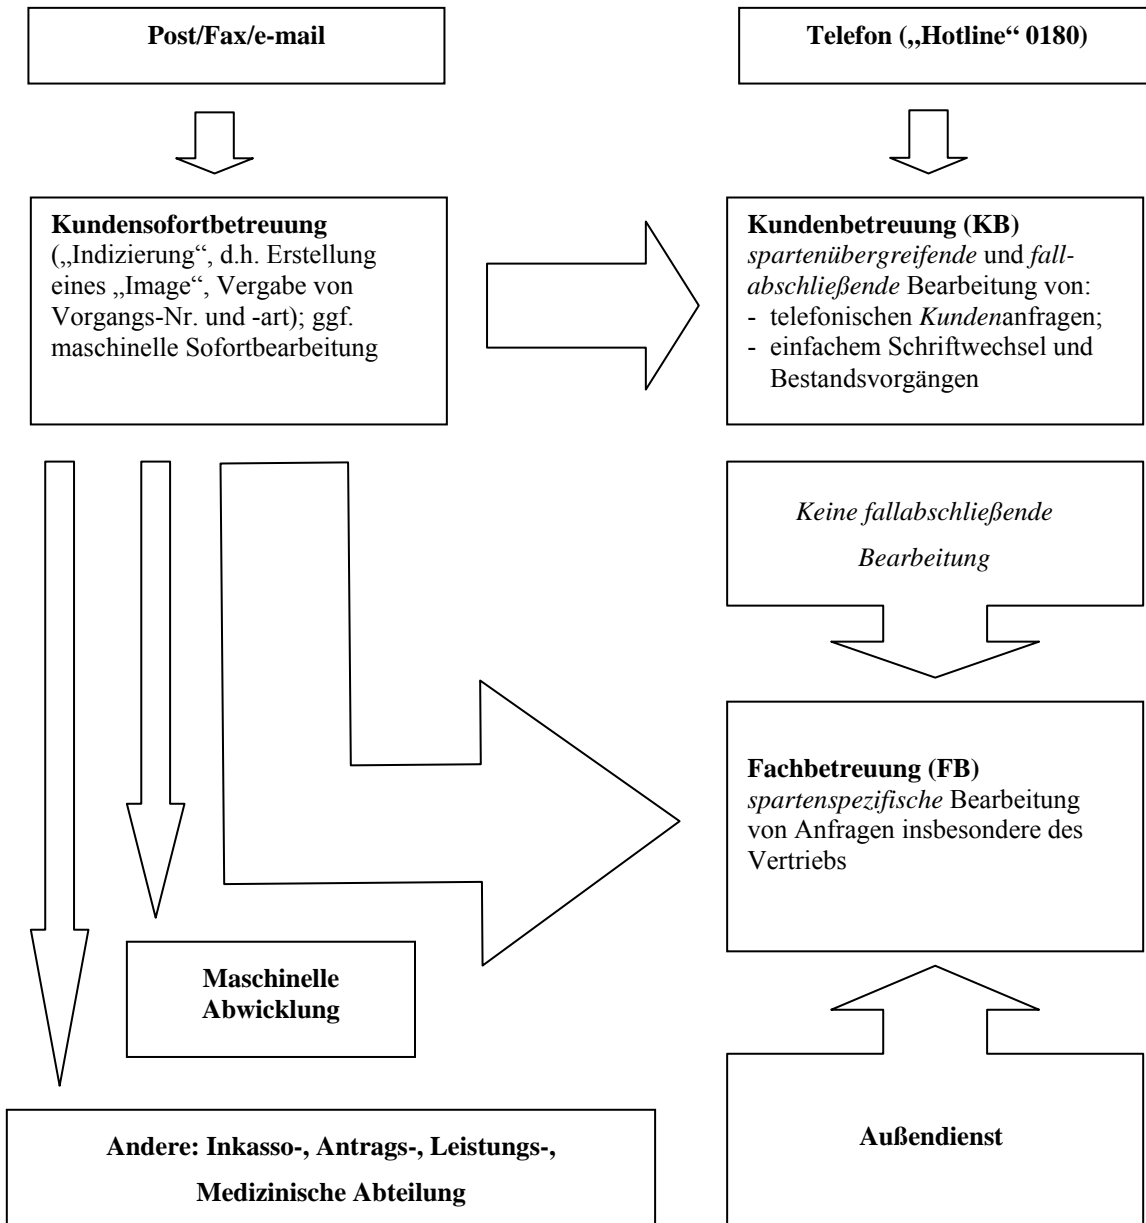 Post/Fax/e-mail
Telefon („Hotline“ 0180)
Kundensofortbetreuung
(„Indizierung“, d.h. Erstellung
eines „Image“, Vergabe von
Vorgangs-Nr. und -art); ggf.
maschinelle Sofortbearbeitung
Kundenbetreuung (KB)
spartenübergreifende und fall-
abschließende Bearbeitung von:
- telefonischen Kundenanfragen;
- einfachem Schriftwechsel und
Bestandsvorgängen
Keine fallabschließende
Bearbeitung
Fachbetreuung (FB)
spartenspezifische Bearbeitung
von Anfragen insbesondere des
Vertriebs
Maschinelle
Abwicklung
Andere: Inkasso-, Antrags-, Leistungs-,
Medizinische Abteilung
Außendienst